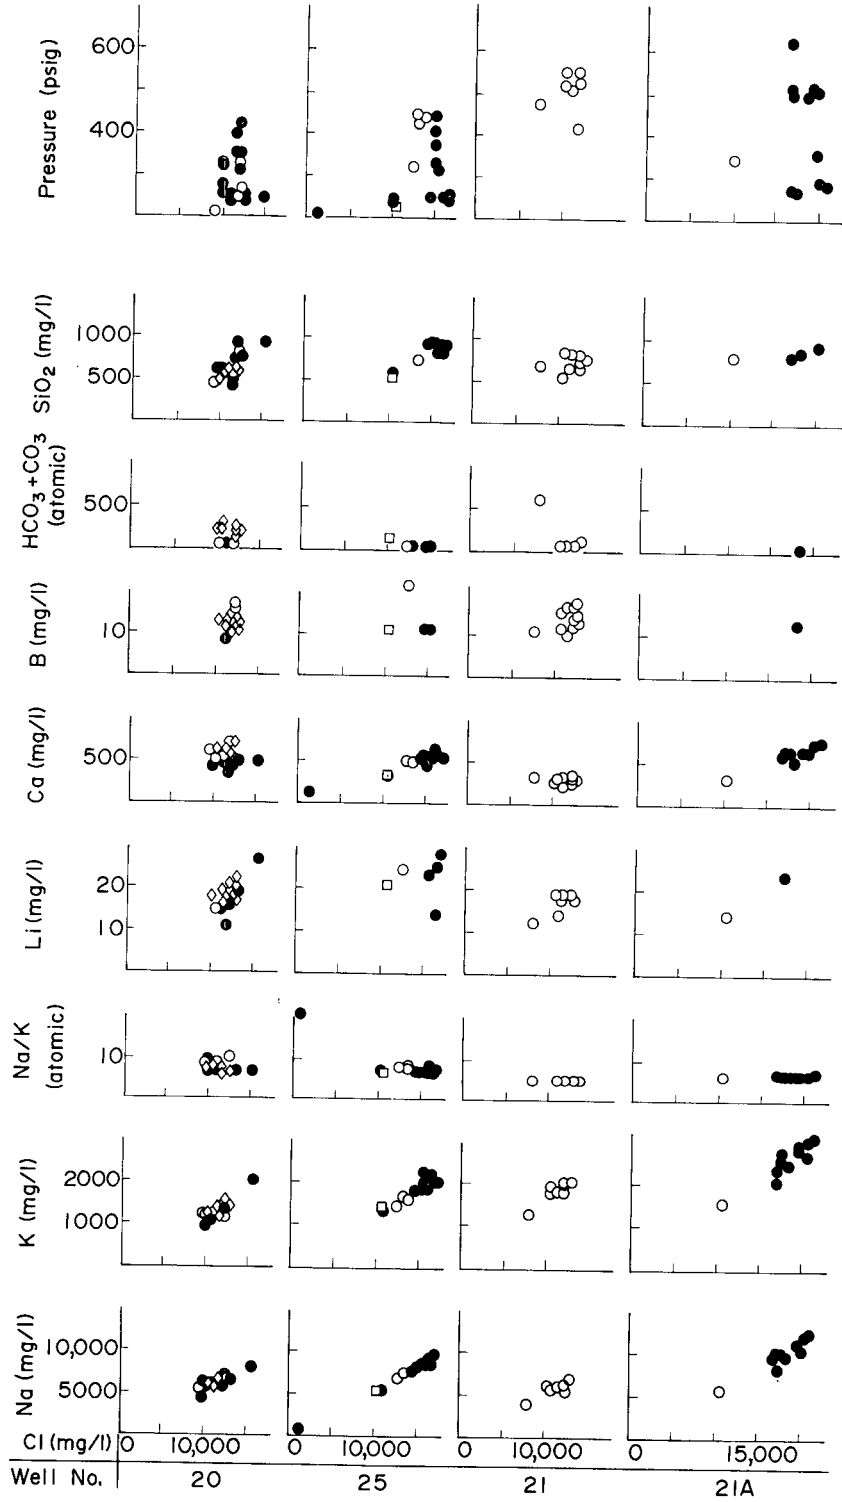 Pressure (psig)
600
400
SiO2 (mg/l)
1000
500
HCO3+CO3
(atomic)
500
B (mg/l)
10
Ca (mg/l)
500
Li (mg/l)
20
10
Na/K
(atomic)
10
K (mg/l)
2000
1000
Na (mg/l)
10,000
5000
Cl (mg/l) 0 10,000 0 10,000 0 10,000 0 15,000
Well No. 20 25 21 21A